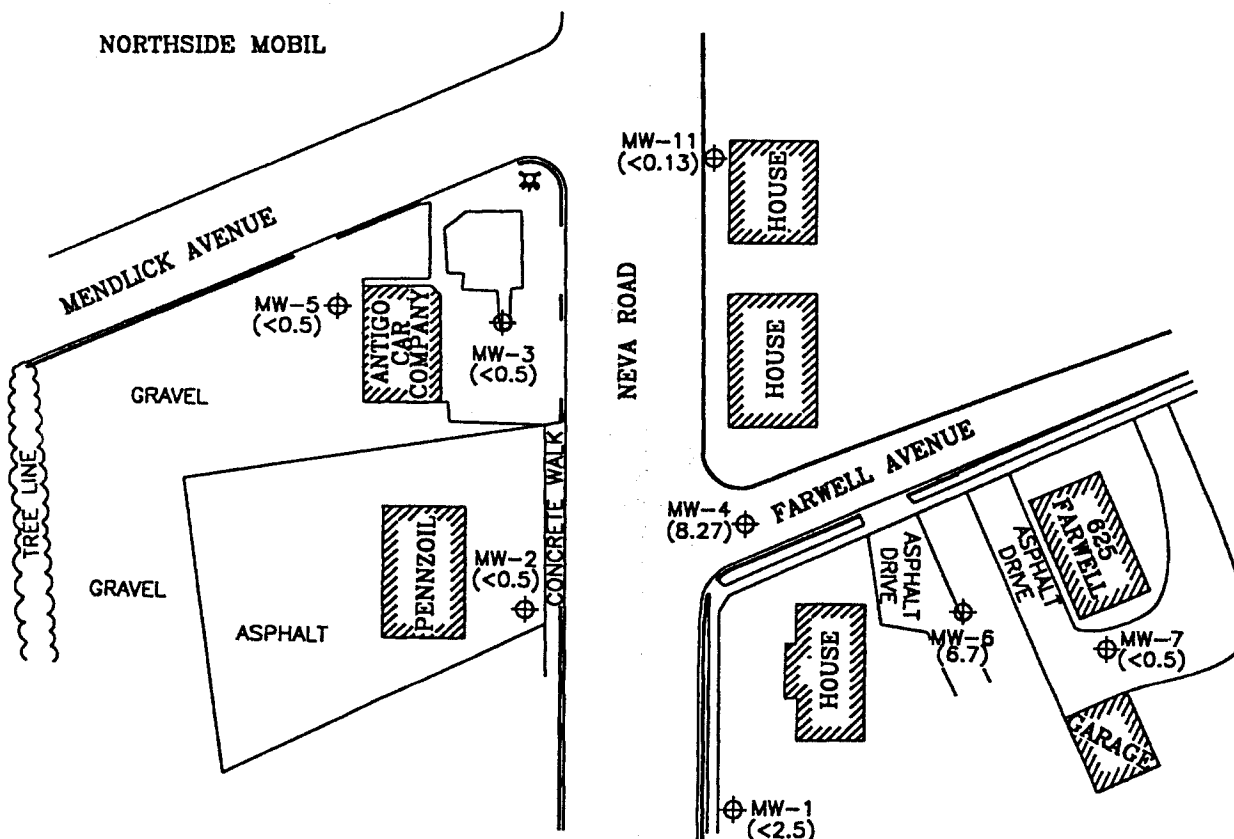 NORTHSIDE MOBIL
MW-11
(<0.13)
HOUSE
MENDLICK AVENUE
MW-5
(<0.5)
ANTIGO
CAR
COMPANY
MW-3
(<0.5)
NEVA ROAD
HOUSE
GRAVEL
TREE LINE
CONCRETE WALK
FARWELL AVENUE
MW-4
(8.27)
PENNZOIL
MW-2
(<0.5)
ASPHALT
DRIVE
ASPHALT
DRIVE
625
FARWELL
GRAVEL
ASPHALT
HOUSE
MW-6
(6.7)
MW-7
(<0.5)
GARAGE
MW-1
(<2.5)